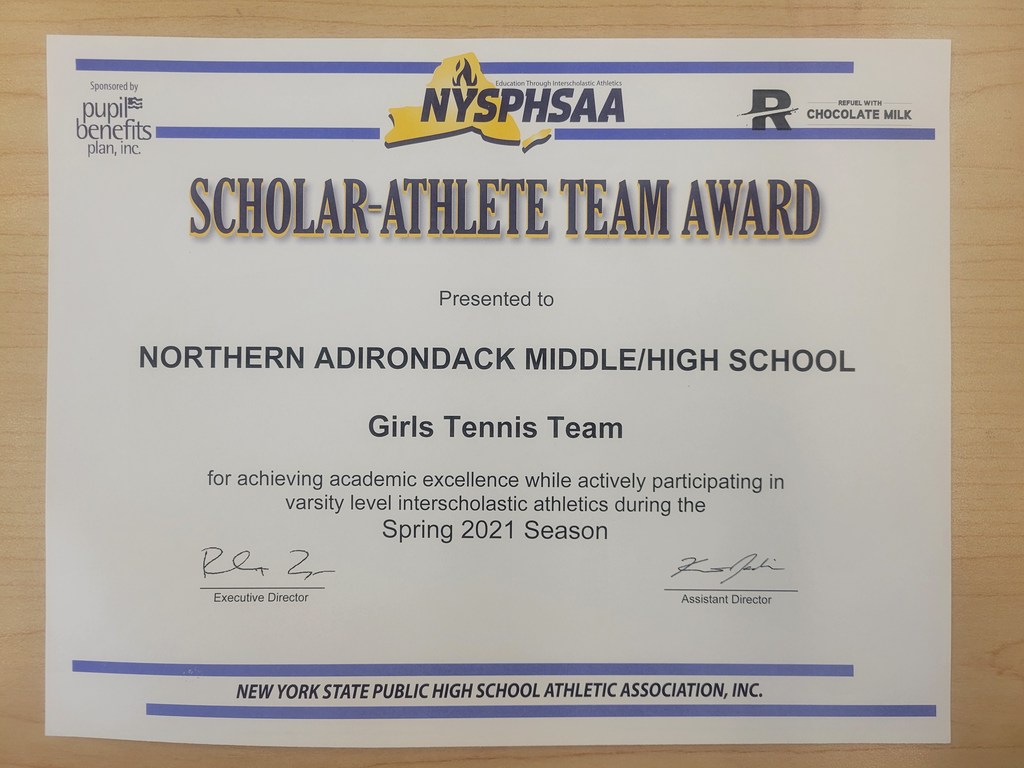 Sponsored by
pupil
benefits
plan, inc.
Education Through Interscholastic Athletics
NYSPHSAA
R
REFUEL WITH
CHOCOLATE MILK
SCHOLAR-ATHLETE TEAM AWARD
Presented to
NORTHERN ADIRONDACK MIDDLE/HIGH SCHOOL
Girls Tennis Team
for achieving academic excellence while actively participating in
varsity level interscholastic athletics during the
Spring 2021 Season
Executive Director
Assistant Director
NEW YORK STATE PUBLIC HIGH SCHOOL ATHLETIC ASSOCIATION, INC.